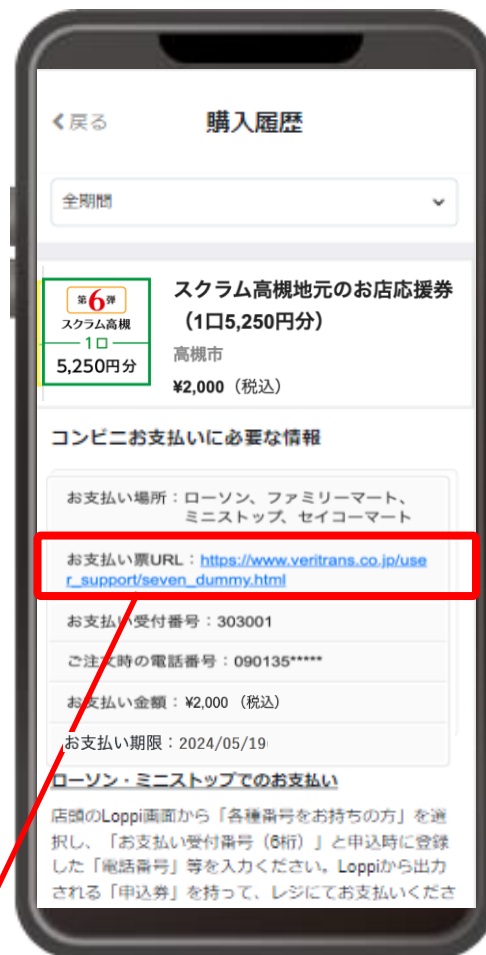 戻る
購入履歴
全期間
第6弾
スクラム高槻
1口
5,250円分
スクラム高槻地元のお店応援券
（1口5,250円分）
高槻市
¥2,000（税込）
コンビニお支払いに必要な情報
お支払い場所：ローソン、ファミリーマート、
ミニストップ、セイコーマート
お支払い票URL：https://www.veritrans.co.jp/use
r_support/seven_dummy.html
お支払い受付番号：303001
ご注文時の電話番号：090135*****
お支払い金額：¥2,000（税込）
お支払い期限：2024/05/19
ローソン・ミニストップでのお支払い
店頭のLoppi画面から「各種番号をお持ちの方」を選
択し、「お支払い受付番号（6桁）」と申込時に登録
した「電話番号」等を入力ください。Loppiから出力
される「申込券」を持って、レジにてお支払いくださ